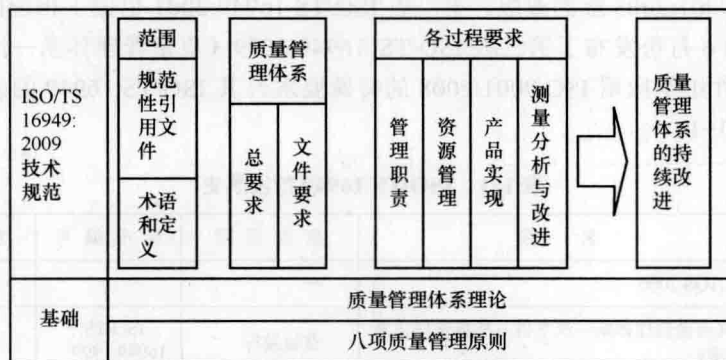 ISO/TS
16949:
2009
技术
规范
范围
规范
性引
用文
件
术语
和定
义
质量管
理体系
总要求
文件要求
各过程要求
管理职责
资源管理
产品实现
测量分析与改进
质量
管理
体系
的持
续改
进
基础
质量管理体系理论
八项质量管理原则